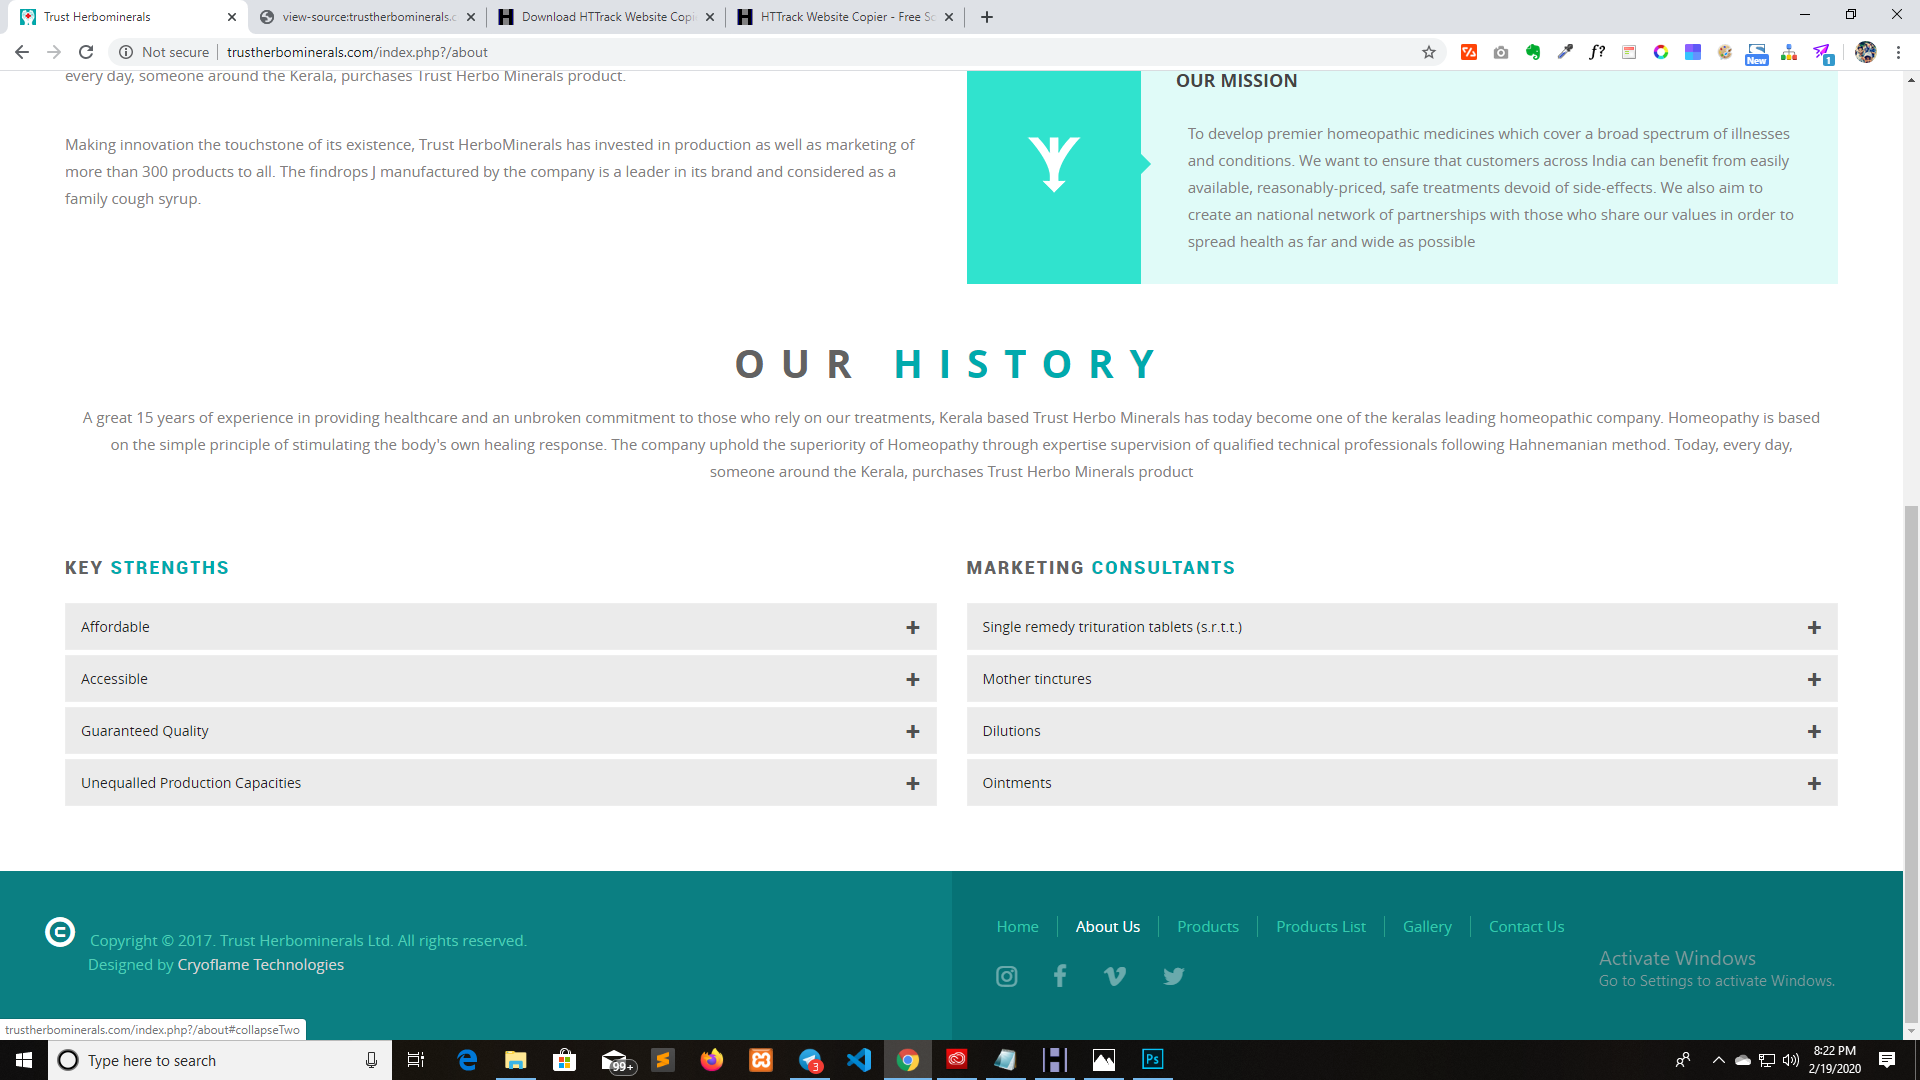 Trust Herbominerals
view-source:trustherbominerals.c
Download HTTrack Website Copi
HTTrack Website Copier - Free So
Not secure
trustherbominerals.com/index.php?/about
f?
New
1
every day, someone around the Kerala, purchases Trust Herbo Minerals product.
Making innovation the touchstone of its existence, Trust HerboMinerals has invested in production as well as marketing of
more than 300 products to all. The findrops J manufactured by the company is a leader in its brand and considered as a
family cough syrup.
OUR MISSION
To develop premier homeopathic medicines which cover a broad spectrum of illnesses
and conditions. We want to ensure that customers across India can benefit from easily
available, reasonably-priced, safe treatments devoid of side-effects. We also aim to
create an national network of partnerships with those who share our values in order to
spread health as far and wide as possible
OUR HISTORY
A great 15 years of experience in providing healthcare and an unbroken commitment to those who rely on our treatments, Kerala based Trust Herbo Minerals has today become one of the keralas leading homeopathic company. Homeopathy is based
on the simple principle of stimulating the body's own healing response. The company uphold the superiority of Homeopathy through expertise supervision of qualified technical professionals following Hahnemanian method. Today, every day,
someone around the Kerala, purchases Trust Herbo Minerals product
KEY STRENGTHS
Affordable
Accessible
Guaranteed Quality
Unequalled Production Capacities
MARKETING CONSULTANTS
Single remedy trituration tablets (s.r.t.t.)
Mother tinctures
Dilutions
Ointments
Copyright © 2017. Trust Herbominerals Ltd. All rights reserved.
Designed by Cryoflame Technologies
Home
About Us
Products
Products List
Gallery
Contact Us
Activate Windows
Go to Settings to activate Windows.
trustherbominerals.com/index.php?/about#collapseTwo
Type here to search
99+
3
Ps
8:22 PM
2/19/2020